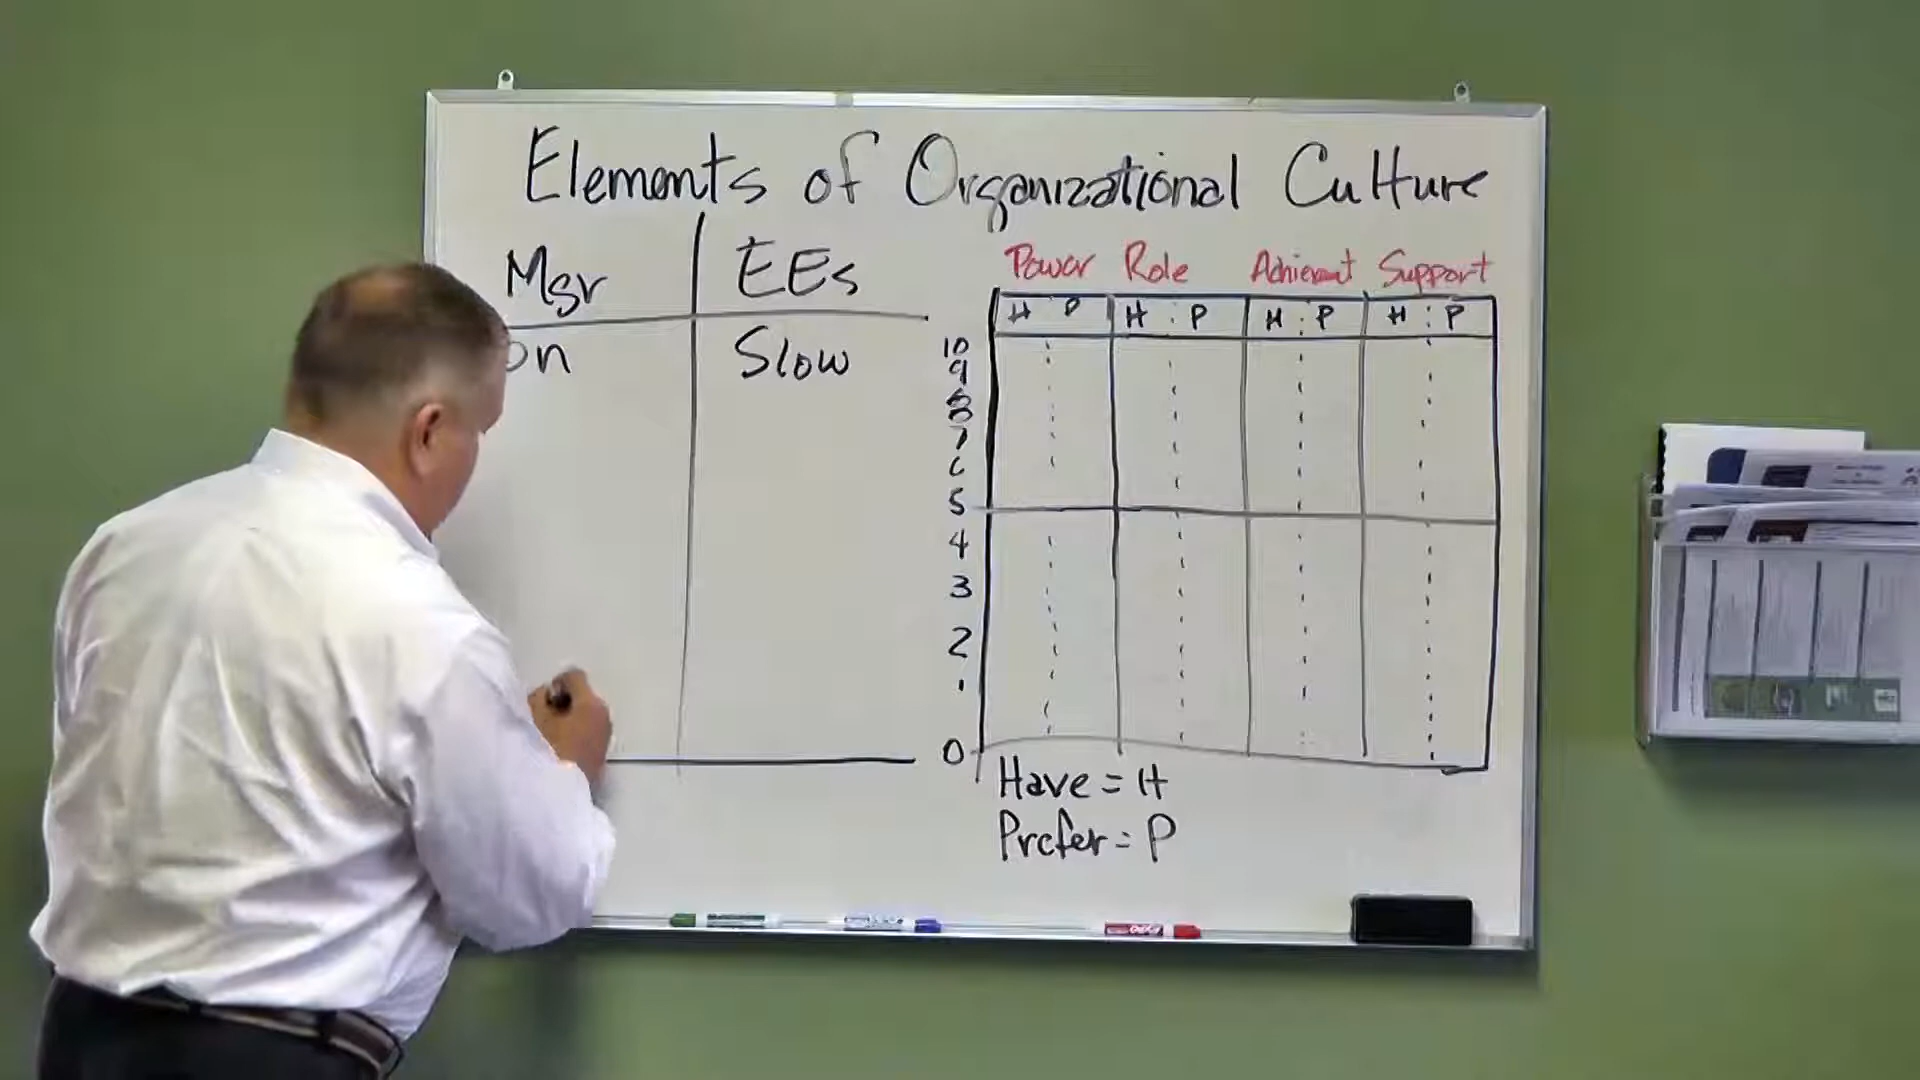 Elements of Organizational Culture
Mgr EEs
on Slow
Power Role Achievemt Support
H P H P H P H P
10
9
8
7
6
5
4
3
2
1
0
Have = H
Prefer = P